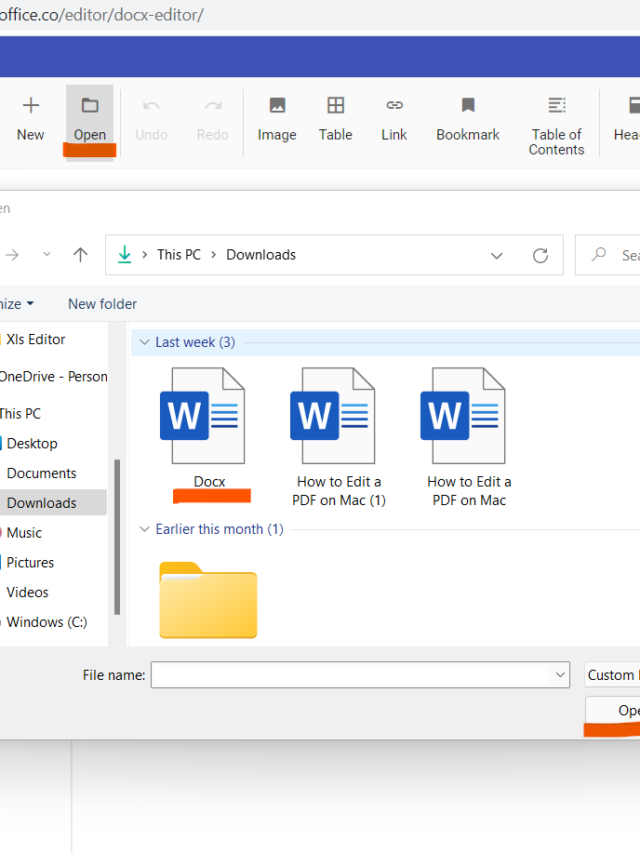 office.co/editor/docx-editor/
New
Open
Undo
Redo
Image
Table
Link
Bookmark
Table of
Contents
Hea
en
This PC
Downloads
Sea
nize
New folder
Xls Editor
OneDrive - Person
This PC
Desktop
Documents
Downloads
Music
Pictures
Videos
Windows (C:)
Last week (3)
W
W
W
Docx
How to Edit a
PDF on Mac (1)
How to Edit a
PDF on Mac
Earlier this month (1)
File name:
Custom
Ope